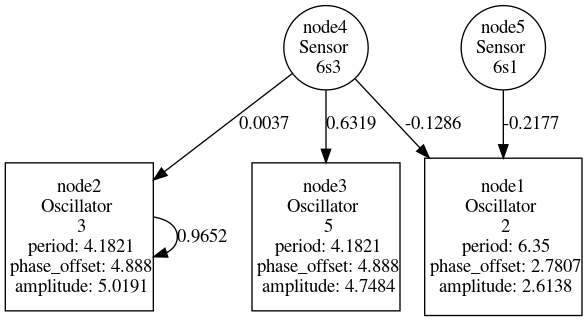 node4
Sensor
6s3
node5
Sensor
6s1
0.0037
0.6319
-0.1286
-0.2177
node2
Oscillator
3
period: 4.1821
phase_offset: 4.888
amplitude: 5.0191
0.9652
node3
Oscillator
5
period: 4.1821
phase_offset: 4.888
amplitude: 4.7484
node1
Oscillator
2
period: 6.35
phase_offset: 2.7807
amplitude: 2.6138